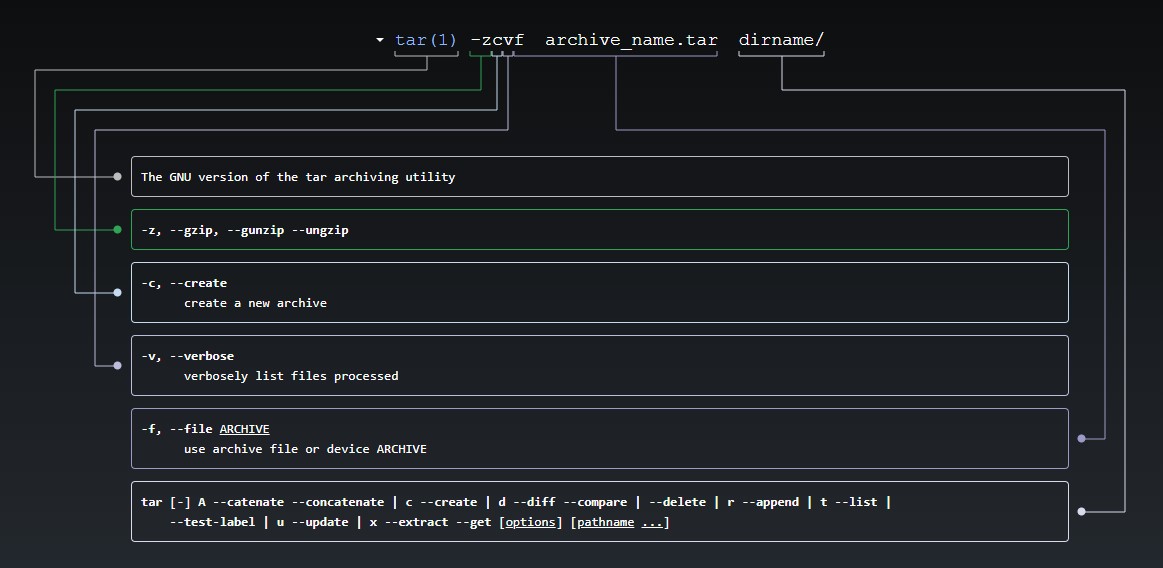 tar(1) -zcvf archive_name.tar dirname/
The GNU version of the tar archiving utility
-z, --gzip, --gunzip --ungzip
-c, --create
create a new archive
-v, --verbose
verbosely list files processed
-f, --file ARCHIVE
use archive file or device ARCHIVE
tar [-] A --catenate --concatenate | c --create | d --diff --compare | --delete | r --append | t --list |
--test-label | u --update | x --extract --get [options] [pathname ...]